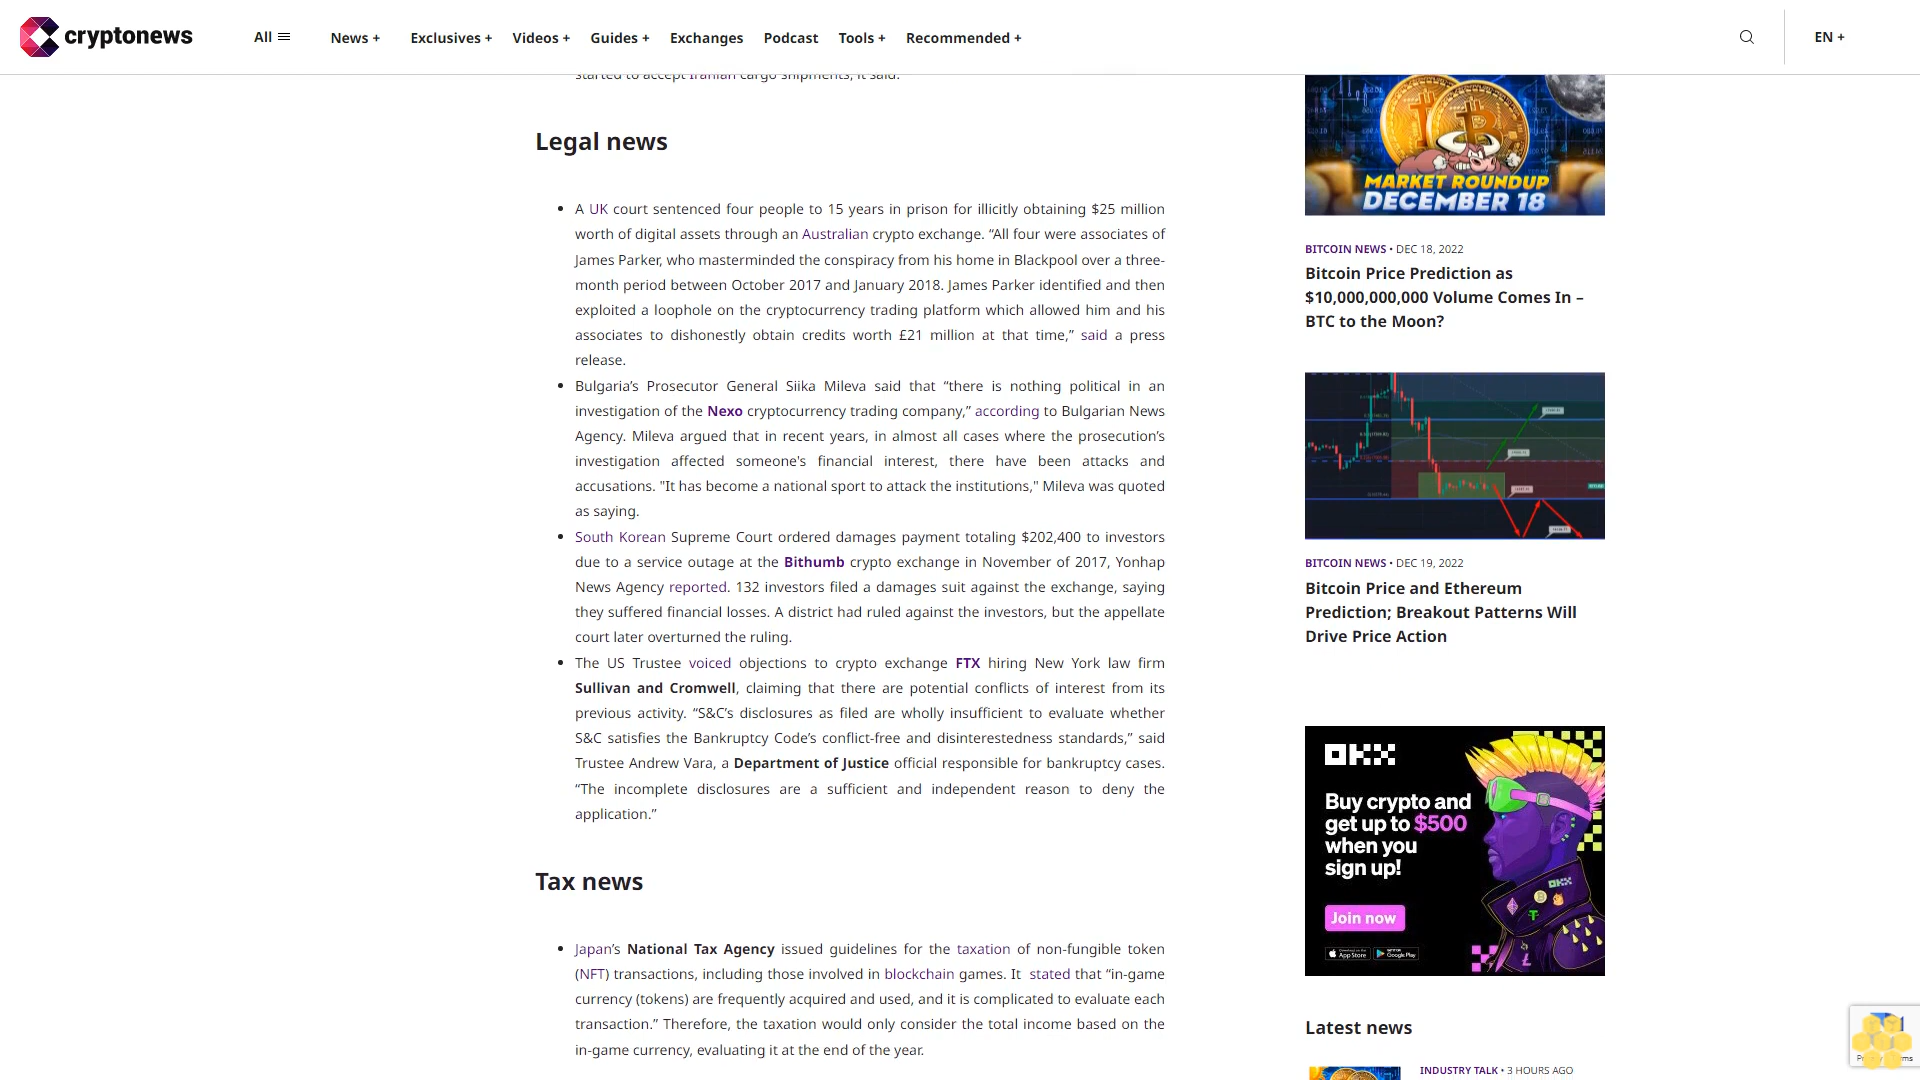 cryptonews
All
News +
Exclusives +
Videos +
Guides +
Exchanges
Podcast
Tools +
Recommended +
EN +
started to accept Iranian cargo shipments, it said.
Legal news
A UK court sentenced four people to 15 years in prison for illicitly obtaining $25 million
worth of digital assets through an Australian crypto exchange. “All four were associates of
James Parker, who masterminded the conspiracy from his home in Blackpool over a three-
month period between October 2017 and January 2018. James Parker identified and then
exploited a loophole on the cryptocurrency trading platform which allowed him and his
associates to dishonestly obtain credits worth £21 million at that time,” said a press
release.
Bulgaria’s Prosecutor General Siika Mileva said that “there is nothing political in an
investigation of the Nexo cryptocurrency trading company,” according to Bulgarian News
Agency. Mileva argued that in recent years, in almost all cases where the prosecution’s
investigation affected someone's financial interest, there have been attacks and
accusations. "It has become a national sport to attack the institutions," Mileva was quoted
as saying.
South Korean Supreme Court ordered damages payment totaling $202,400 to investors
due to a service outage at the Bithumb crypto exchange in November of 2017, Yonhap
News Agency reported. 132 investors filed a damages suit against the exchange, saying
they suffered financial losses. A district had ruled against the investors, but the appellate
court later overturned the ruling.
The US Trustee voiced objections to crypto exchange FTX hiring New York law firm
Sullivan and Cromwell, claiming that there are potential conflicts of interest from its
previous activity. “S&C’s disclosures as filed are wholly insufficient to evaluate whether
S&C satisfies the Bankruptcy Code’s conflict-free and disinterestedness standards,” said
Trustee Andrew Vara, a Department of Justice official responsible for bankruptcy cases.
“The incomplete disclosures are a sufficient and independent reason to deny the
application.”
Tax news
Japan’s National Tax Agency issued guidelines for the taxation of non-fungible token
(NFT) transactions, including those involved in blockchain games. It stated that “in-game
currency (tokens) are frequently acquired and used, and it is complicated to evaluate each
transaction.” Therefore, the taxation would only consider the total income based on the
in-game currency, evaluating it at the end of the year.
MARKET ROUNDUP
DECEMBER 18
BITCOIN NEWS • DEC 18, 2022
Bitcoin Price Prediction as
$10,000,000,000 Volume Comes In –
BTC to the Moon?
BITCOIN NEWS • DEC 19, 2022
Bitcoin Price and Ethereum
Prediction; Breakout Patterns Will
Drive Price Action
OKX
Buy crypto and
get up to $500
when you
sign up!
Join now
App Store
Google Play
Latest news
INDUSTRY TALK • 3 HOURS AGO